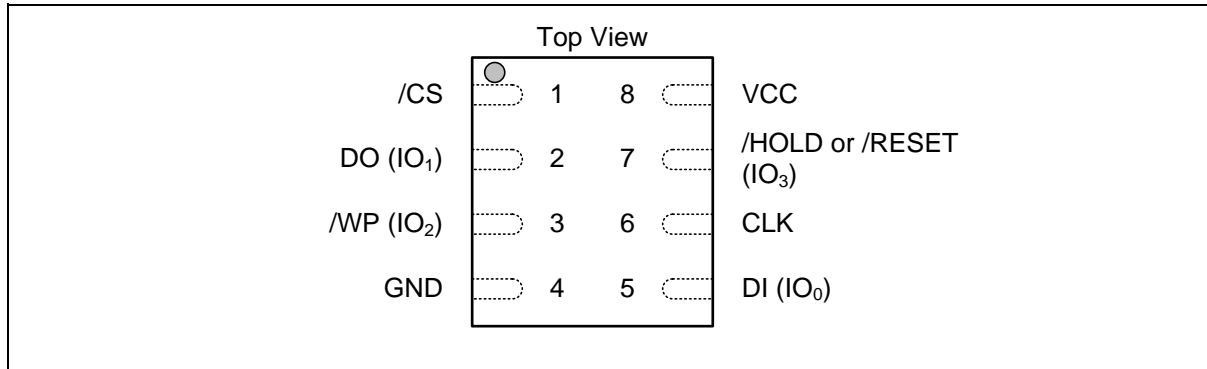 Top View
/CS 1 8 VCC
DO (IO₁) 2 7 /HOLD or /RESET
(IO₃)
/WP (IO₂) 3 6 CLK
GND 4 5 DI (IO₀)